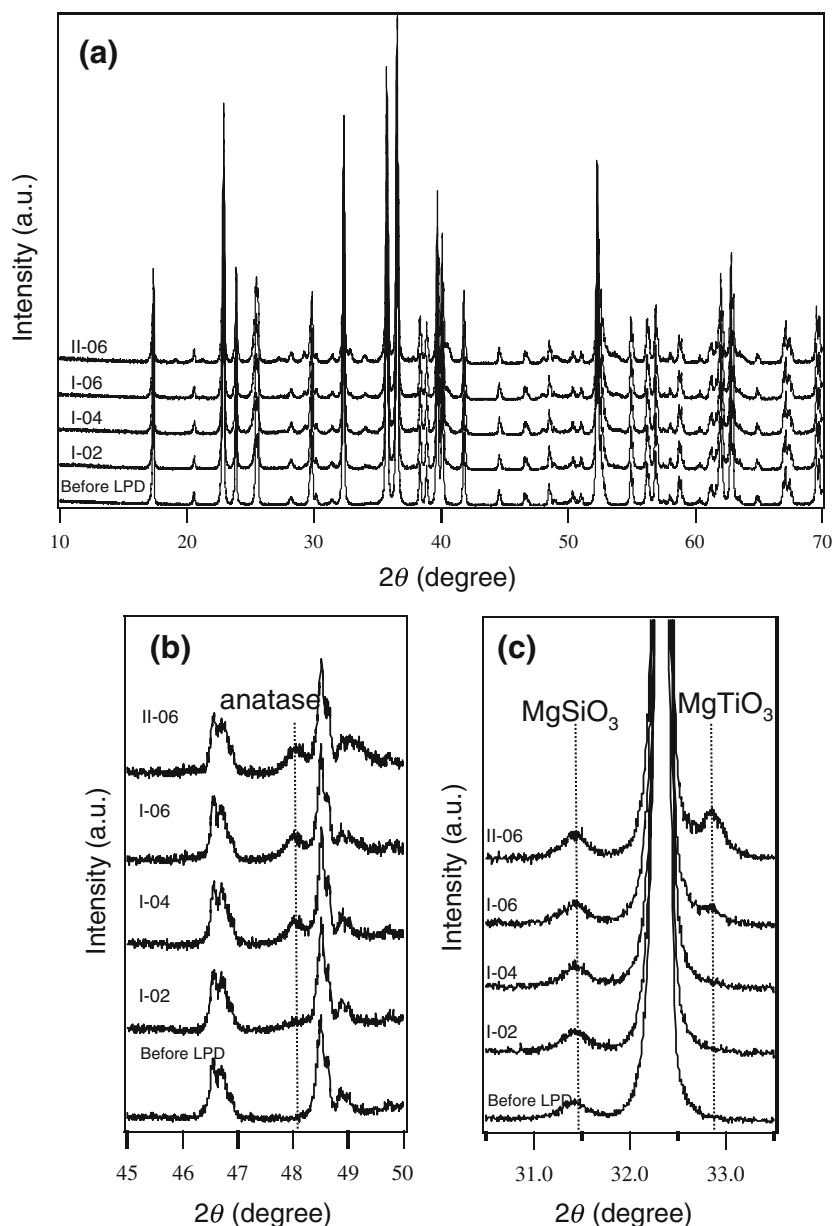 (a)
Intensity (a.u.)
II-06
I-06
I-04
I-02
Before LPD
10 20 30 40 50 60 70
2θ (degree)
(b)
anatase
Intensity (a.u.)
II-06
I-06
I-04
I-02
Before LPD
45 46 47 48 49 50
2θ (degree)
(c)
MgSiO₃
MgTiO₃
Intensity (a.u.)
II-06
I-06
I-04
I-02
Before LPD
31.0 32.0 33.0
2θ (degree)